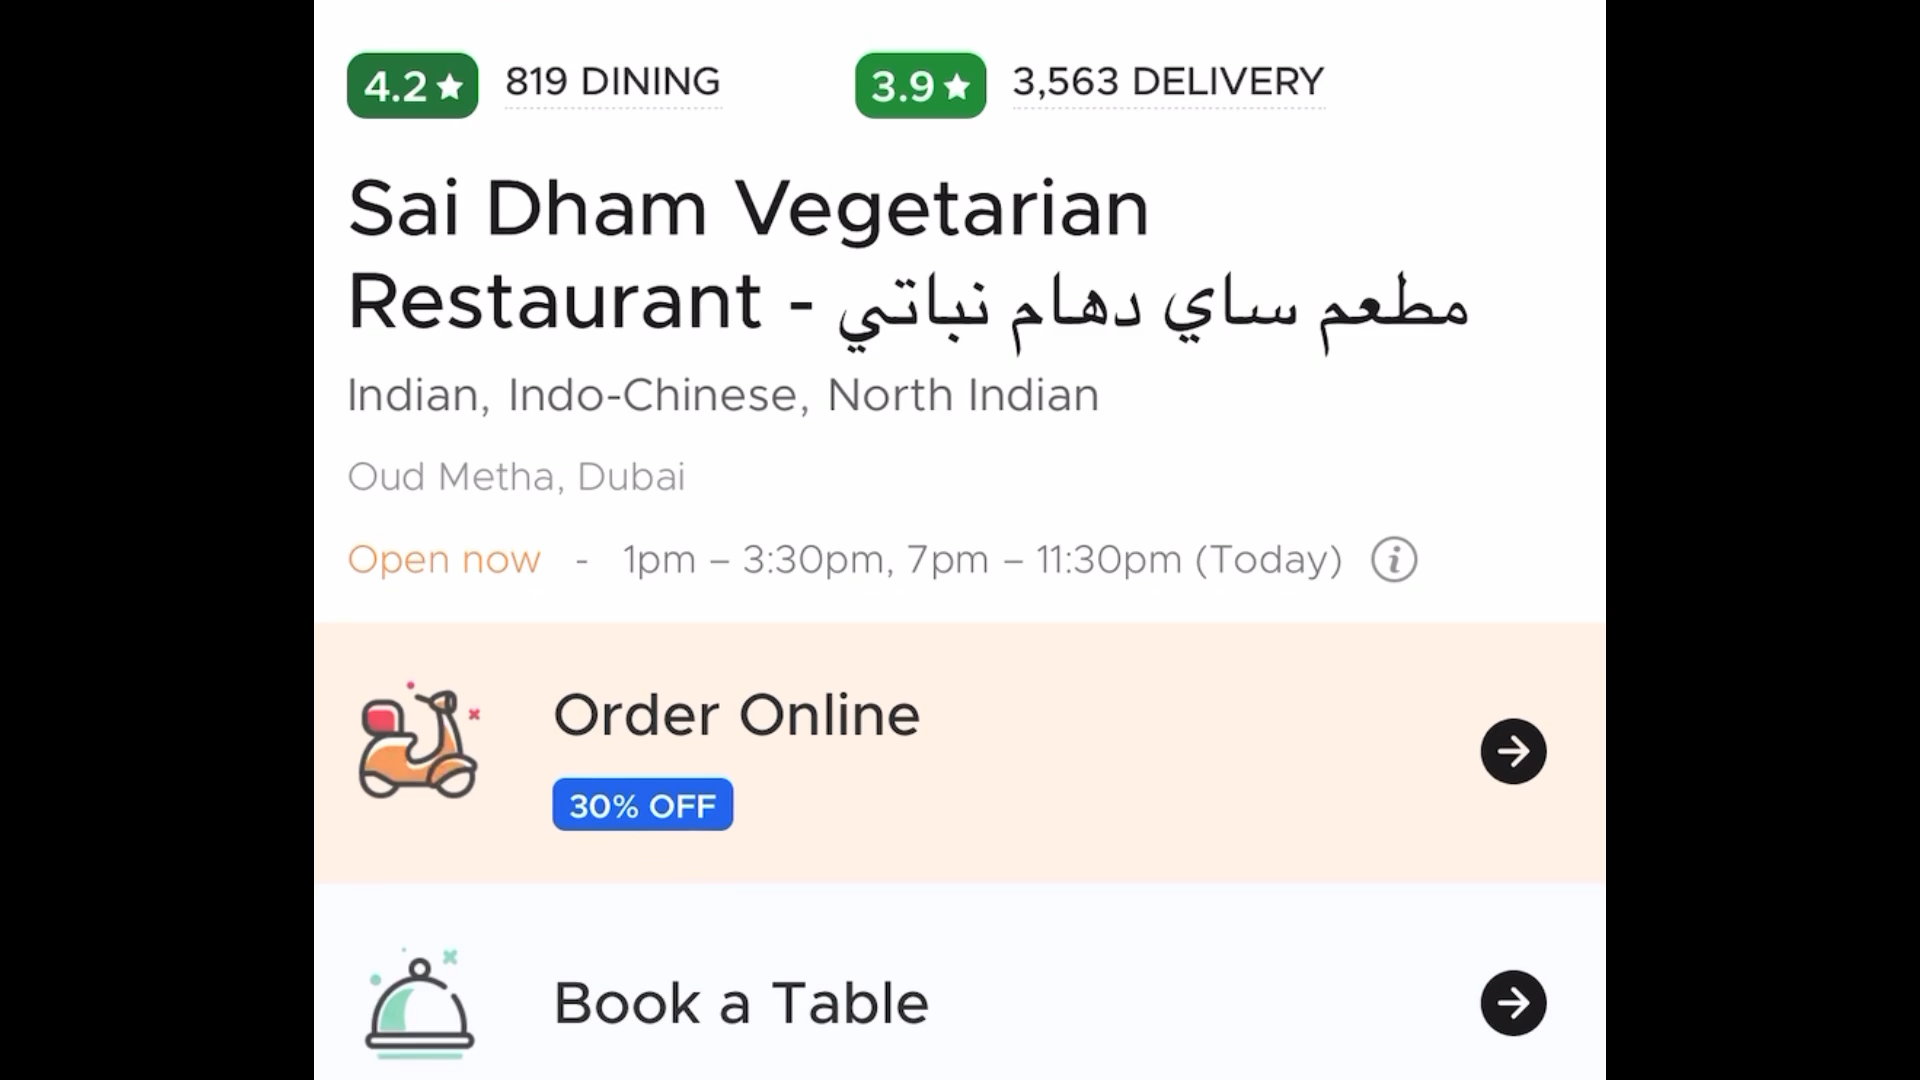 4.2★ 819 DINING 3.9★ 3,563 DELIVERY
Sai Dham Vegetarian
Restaurant - مطعم ساي دهام نباتي
Indian, Indo-Chinese, North Indian
Oud Metha, Dubai
Open now - 1pm – 3:30pm, 7pm – 11:30pm (Today) i
Order Online
30% OFF
Book a Table